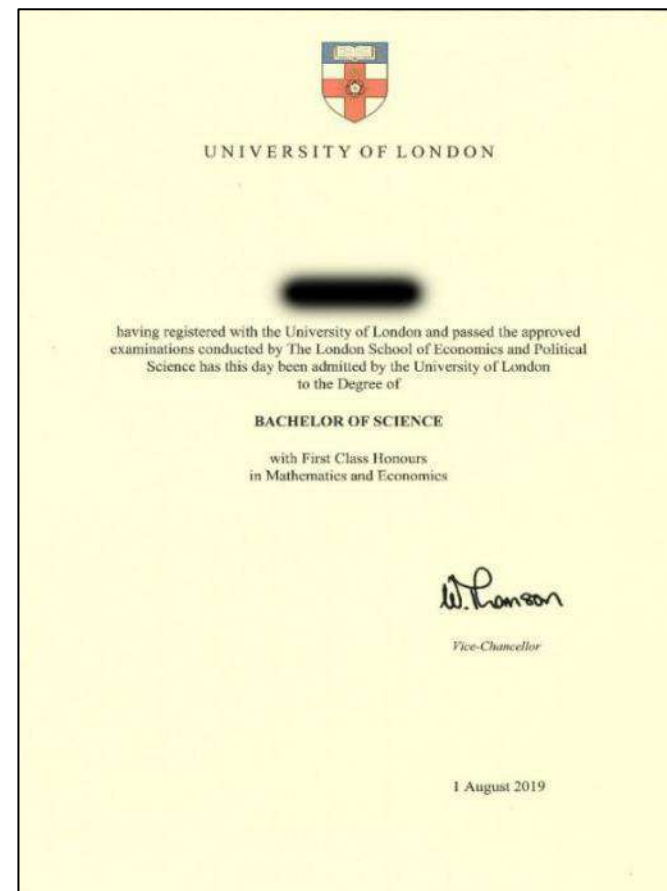 UNIVERSITY OF LONDON
having registered with the University of London and passed the approved
examinations conducted by The London School of Economics and Political
Science has this day been admitted by the University of London
to the Degree of
BACHELOR OF SCIENCE
with First Class Honours
in Mathematics and Economics
W. Thomson
Vice-Chancellor
1 August 2019